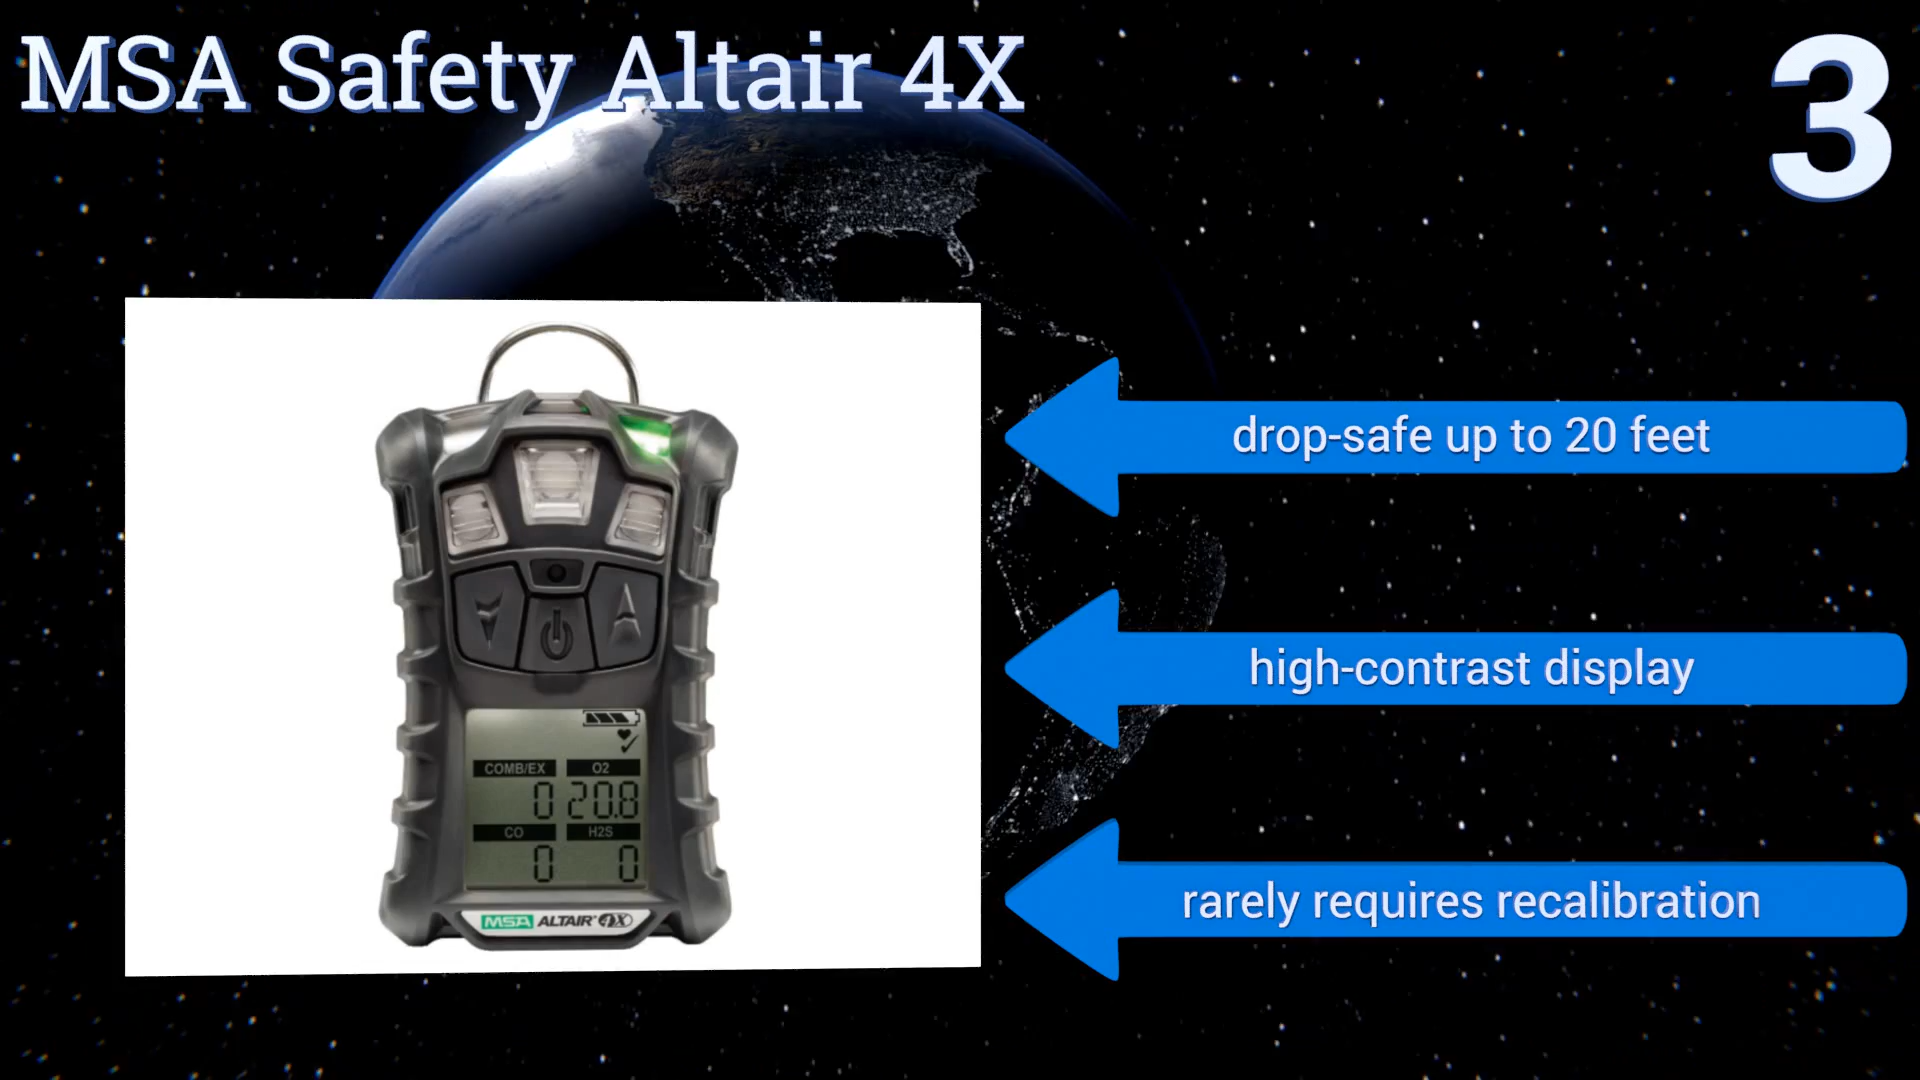 MSA Safety Altair 4X
3
drop-safe up to 20 feet
high-contrast display
rarely requires recalibration
COMB/EX O2
0 20.8
CO H2S
0 0
MSA ALTAIR 4X